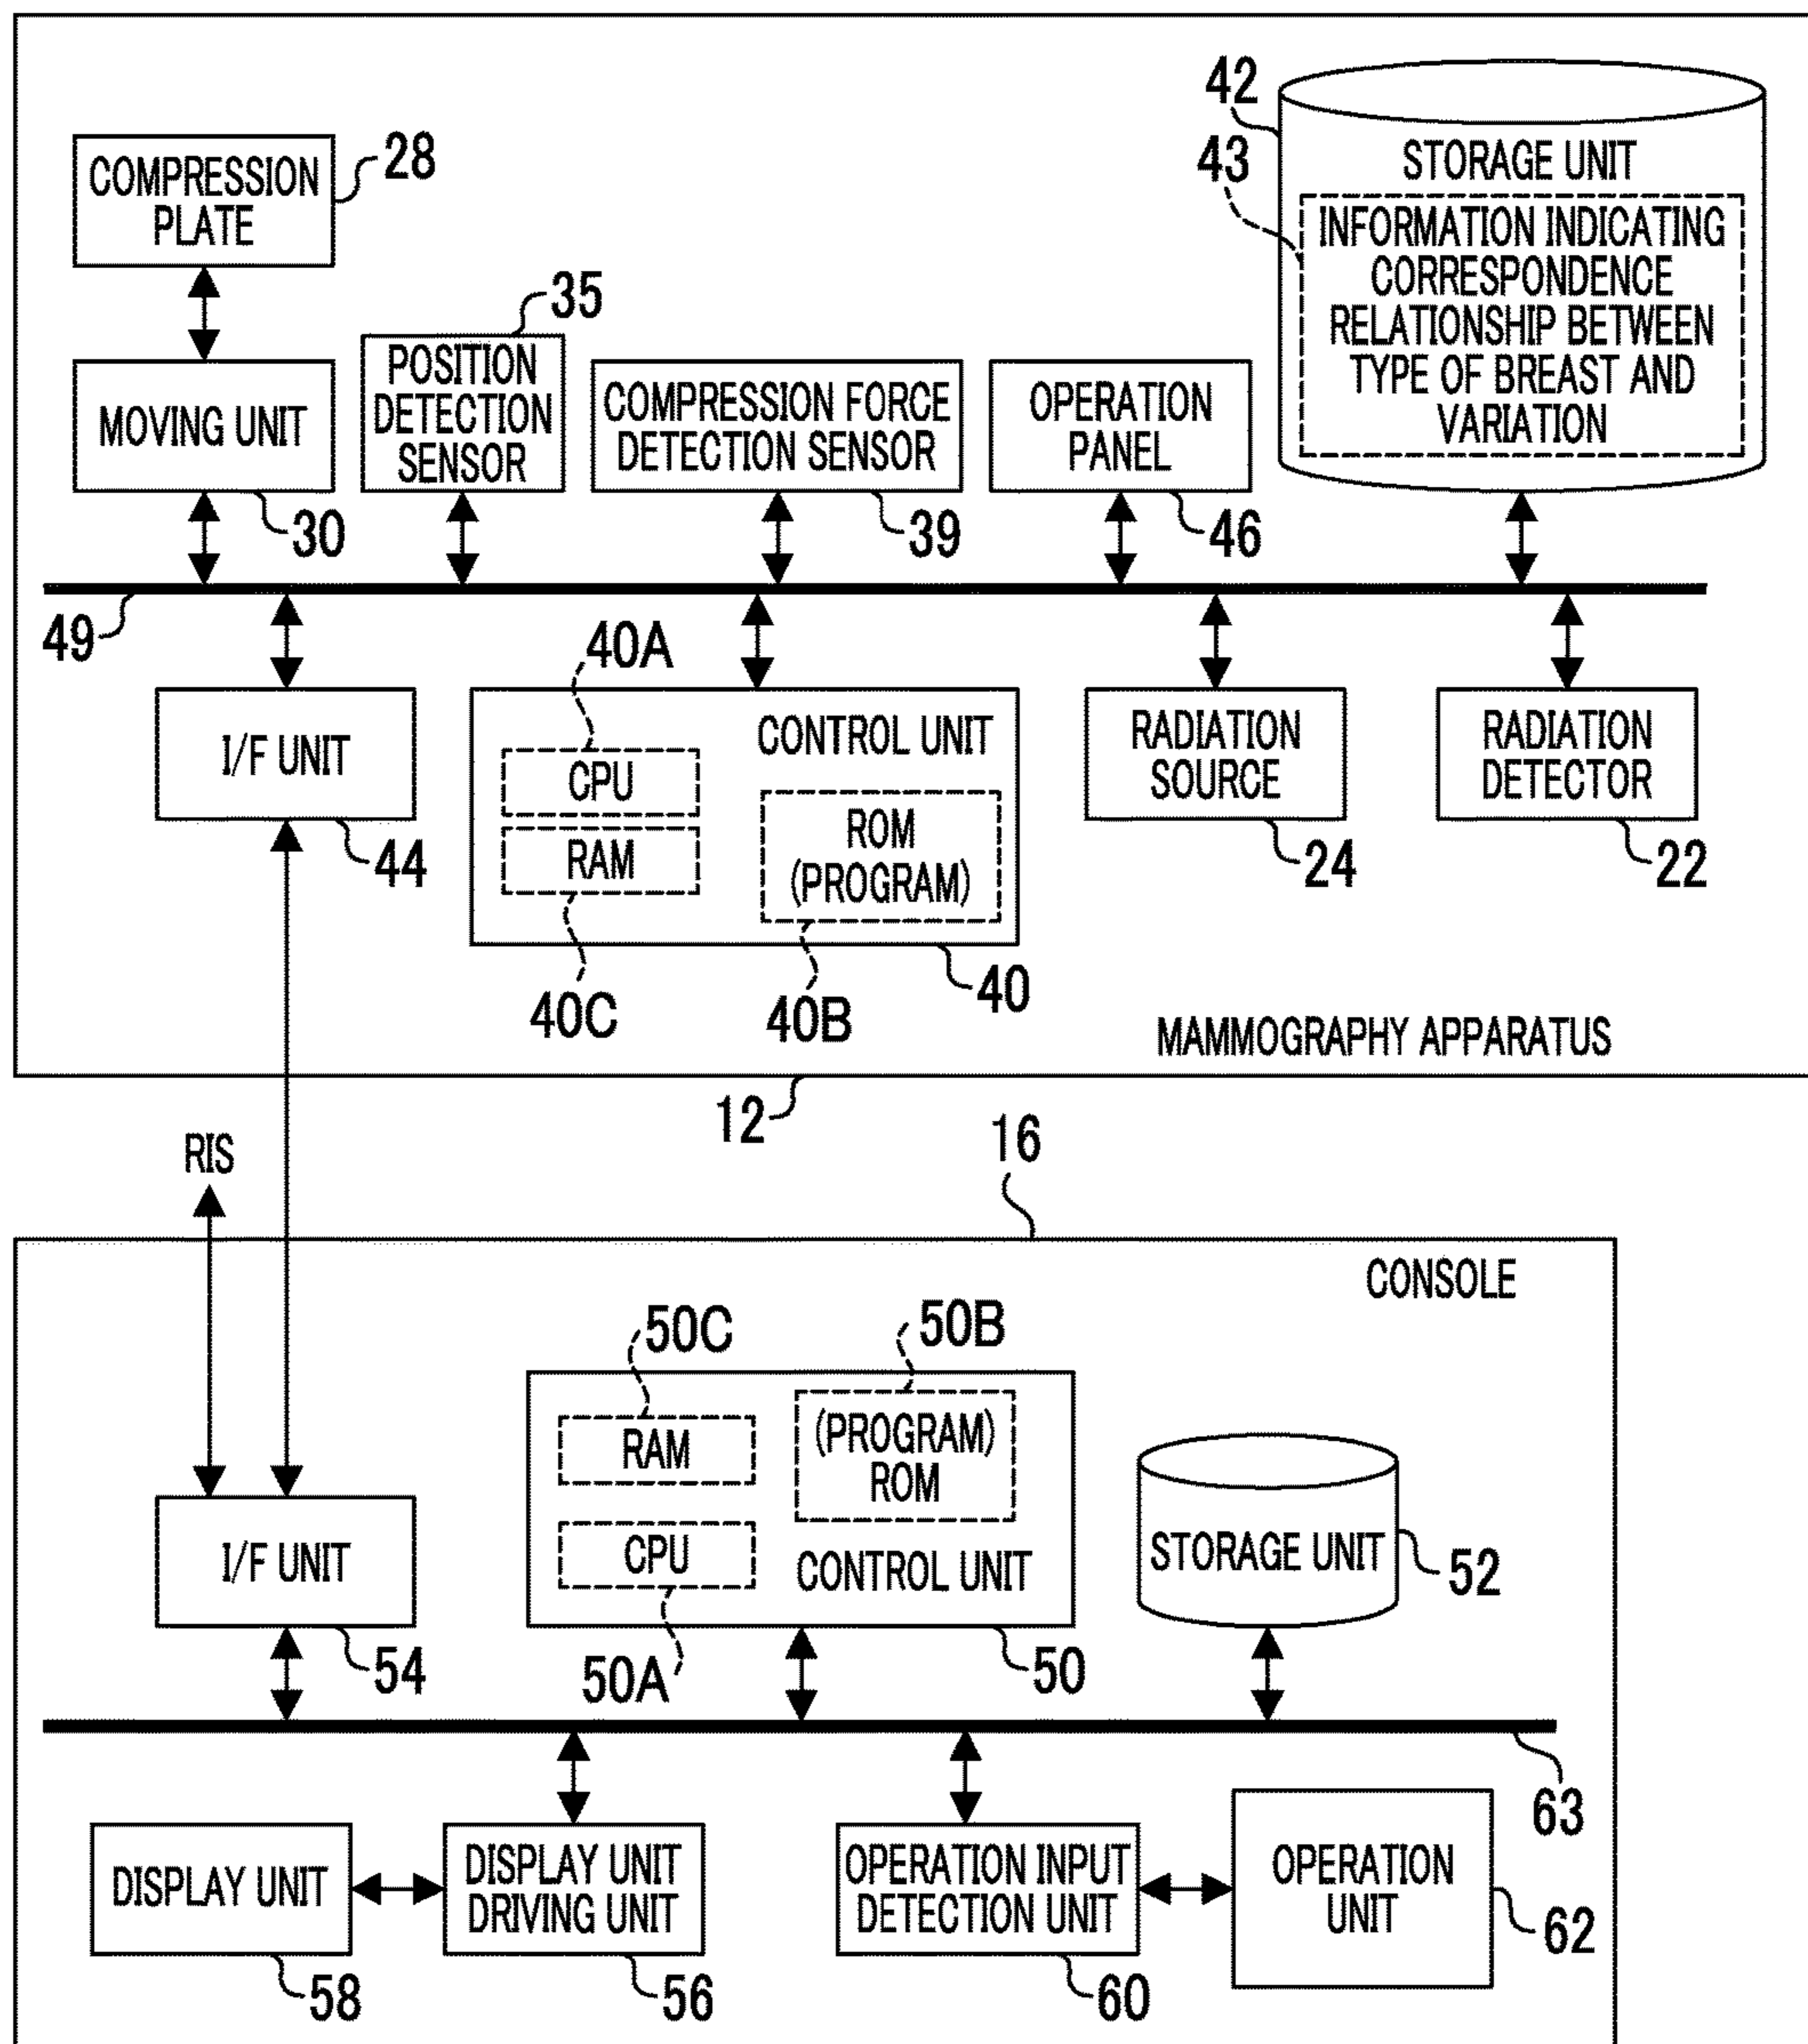 42
43
STORAGE UNIT
INFORMATION INDICATING
CORRESPONDENCE
RELATIONSHIP BETWEEN
TYPE OF BREAST AND
VARIATION
COMPRESSION
PLATE
28
MOVING UNIT
30
35
POSITION
DETECTION
SENSOR
COMPRESSION FORCE
DETECTION SENSOR
39
OPERATION
PANEL
46
49
I/F UNIT
44
40A
CONTROL UNIT
CPU
RAM
ROM
(PROGRAM)
40C
40B
40
RADIATION
SOURCE
24
RADIATION
DETECTOR
22
MAMMOGRAPHY APPARATUS
12
RIS
16
CONSOLE
50C
50B
RAM
(PROGRAM)
ROM
CPU
CONTROL UNIT
50A
50
I/F UNIT
54
STORAGE UNIT
52
63
DISPLAY UNIT
58
DISPLAY UNIT
DRIVING UNIT
56
OPERATION INPUT
DETECTION UNIT
60
OPERATION
UNIT
62